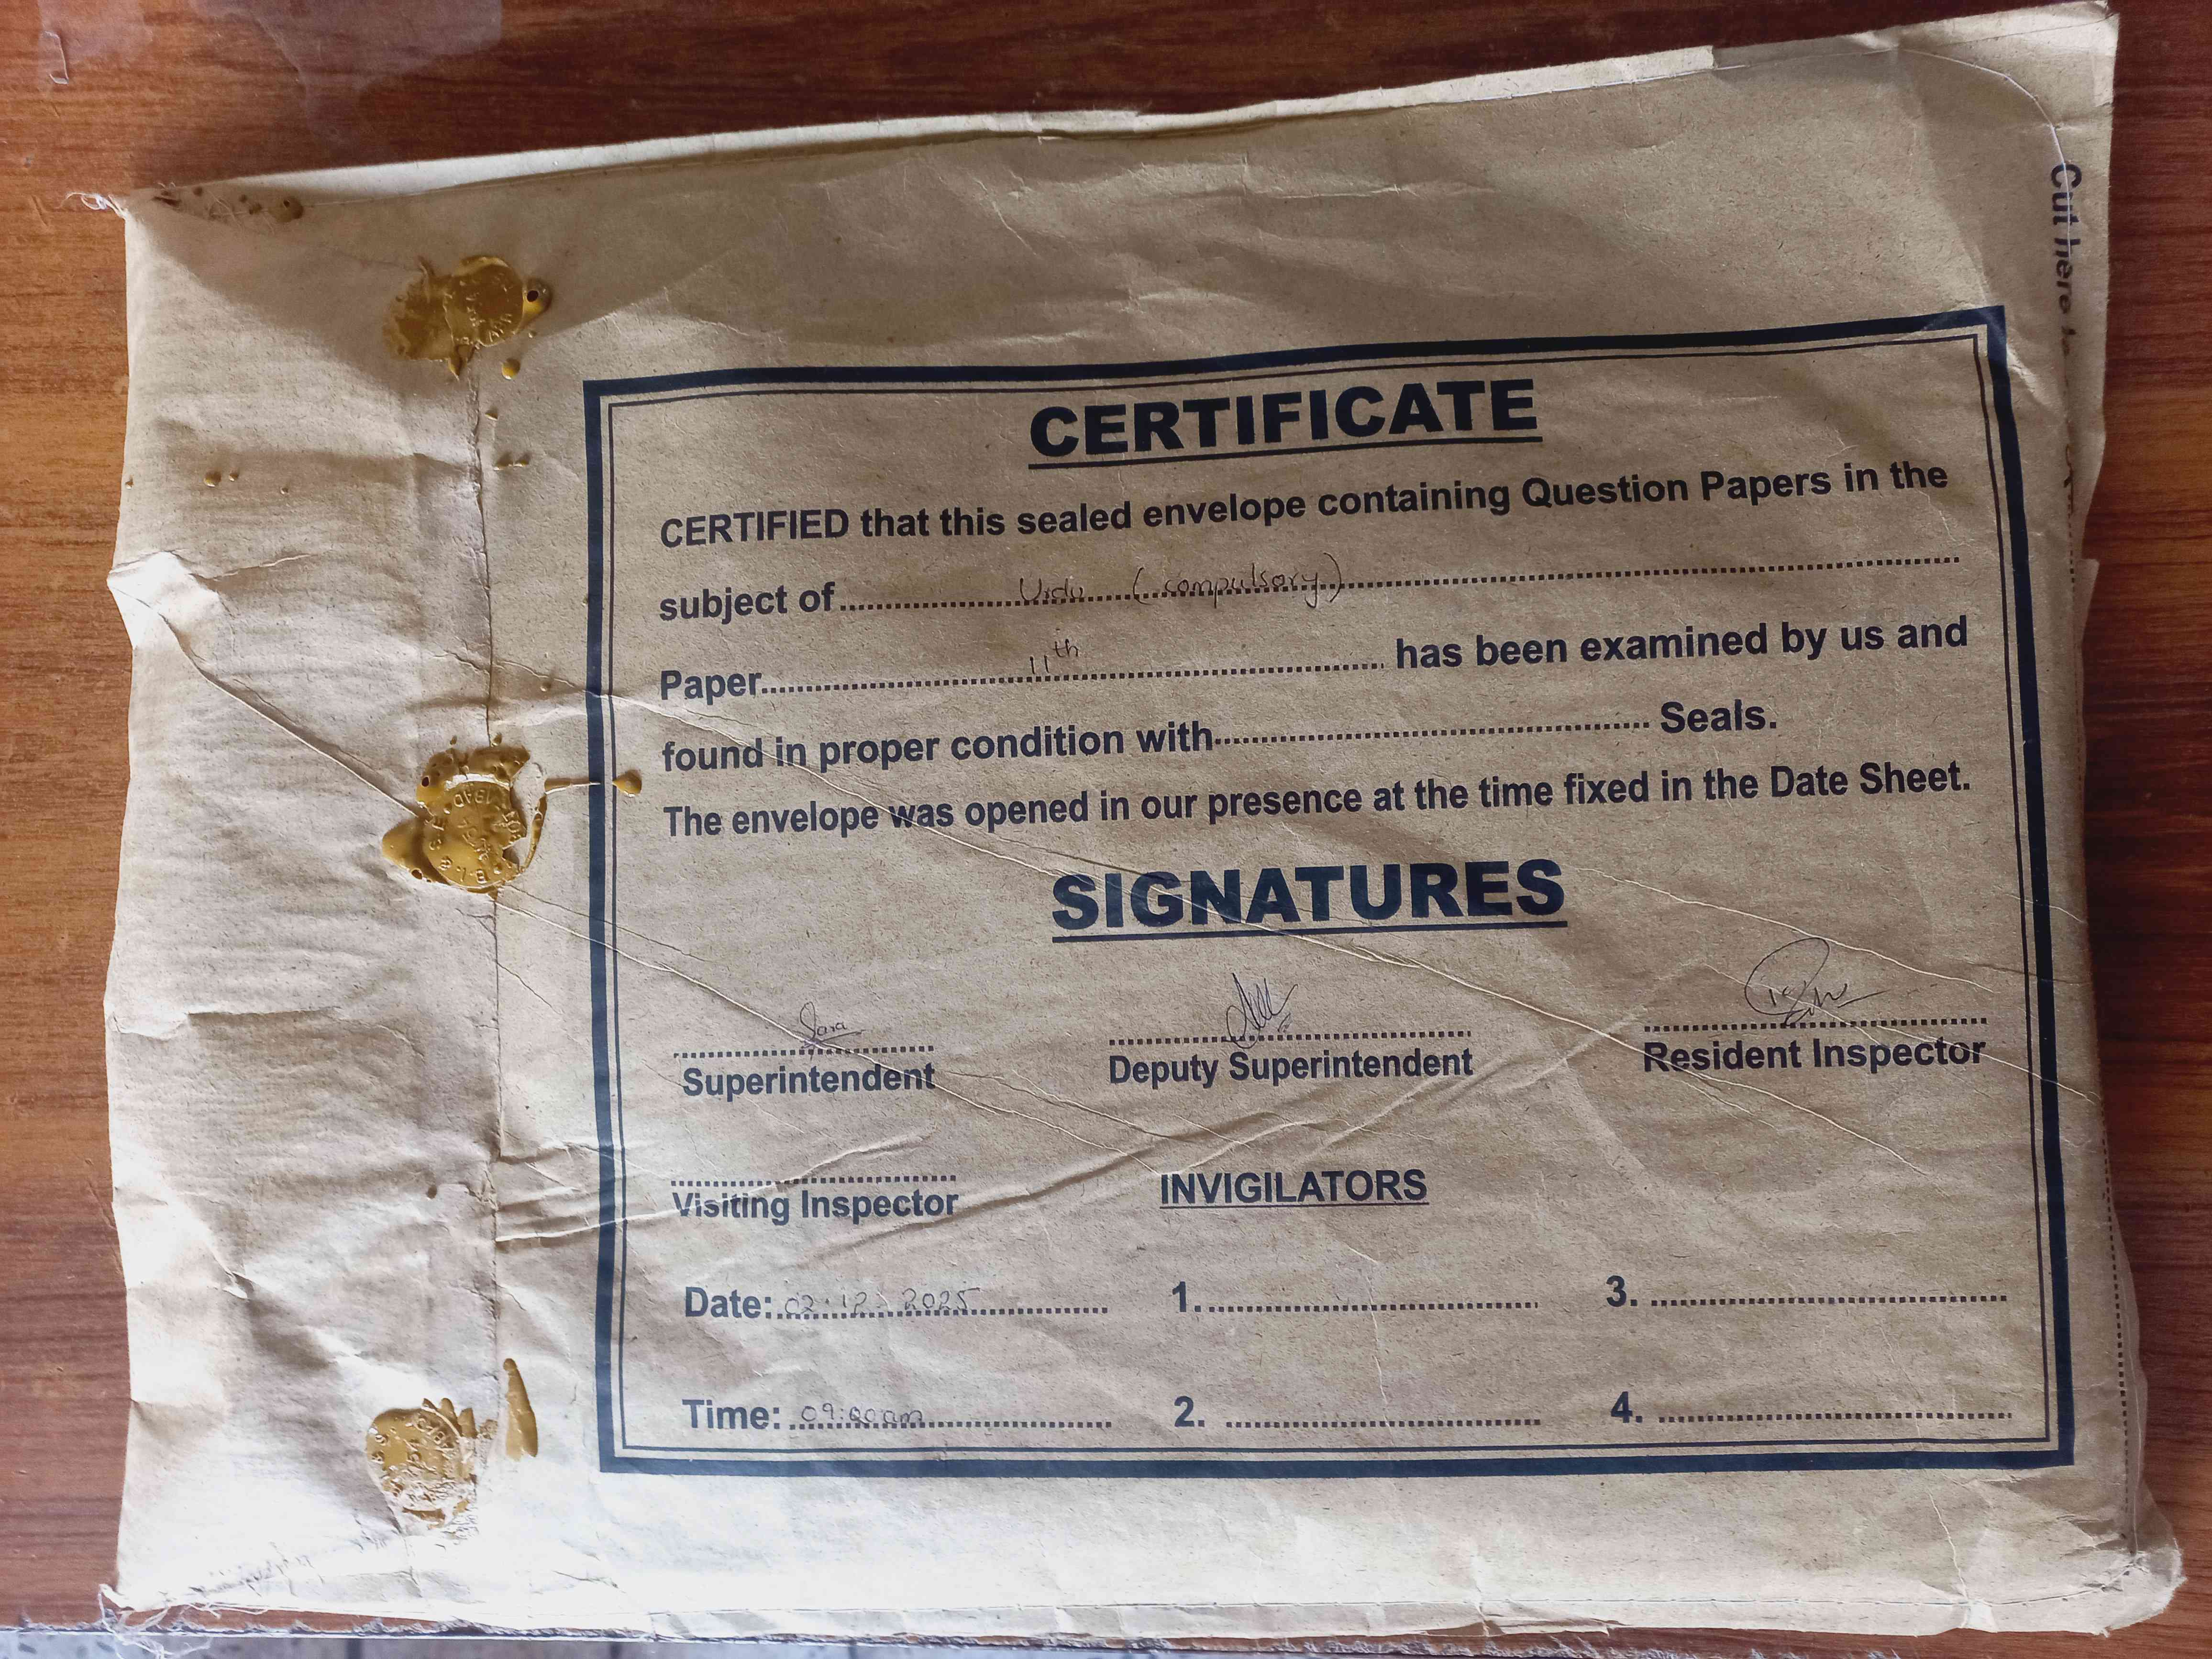 Cut here to
CERTIFICATE
CERTIFIED that this sealed envelope containing Question Papers in the
subject of Urdu (compulsory)
Paper 11th has been examined by us and
found in proper condition with Seals.
The envelope was opened in our presence at the time fixed in the Date Sheet.
SIGNATURES
Sara
Superintendent Deputy Superintendent Resident Inspector
Visiting Inspector INVIGILATORS
Date: 02.12.2025 1. 3.
Time: 09:00am 2. 4.